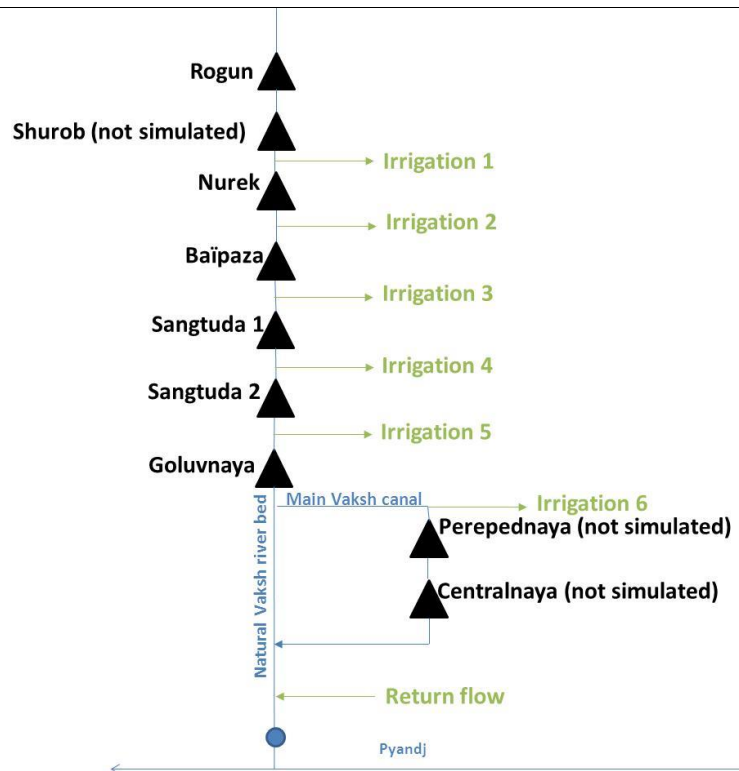 Rogun
Shurob (not simulated)
Irrigation 1
Nurek
Irrigation 2
Baïpaza
Irrigation 3
Sangtuda 1
Irrigation 4
Sangtuda 2
Irrigation 5
Goluvnaya
Main Vaksh canal
Irrigation 6
Perepednaya (not simulated)
Centralnaya (not simulated)
Natural Vaksh river bed
Return flow
Pyandj